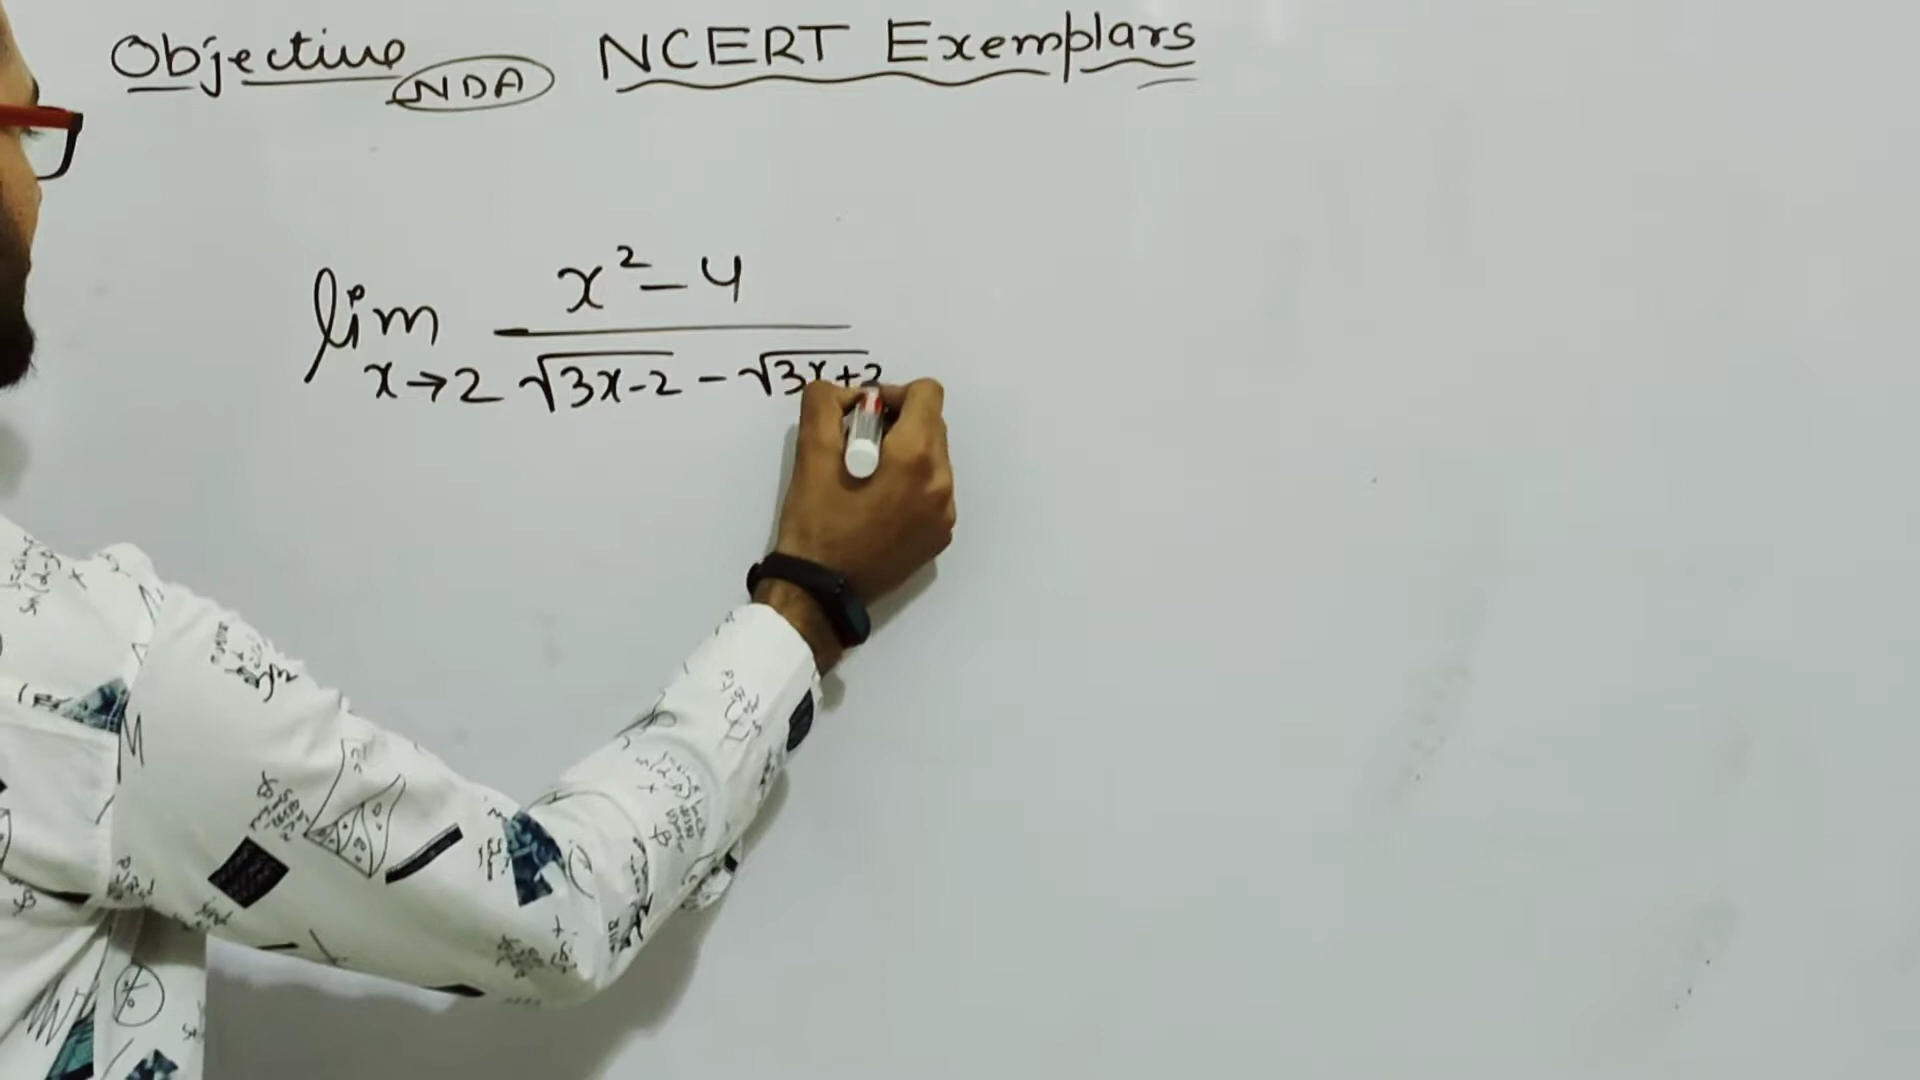 Objective NCERT Exemplars
NDA
lim x→2 (x² - 4) / (√3x-2 - √3x+2)